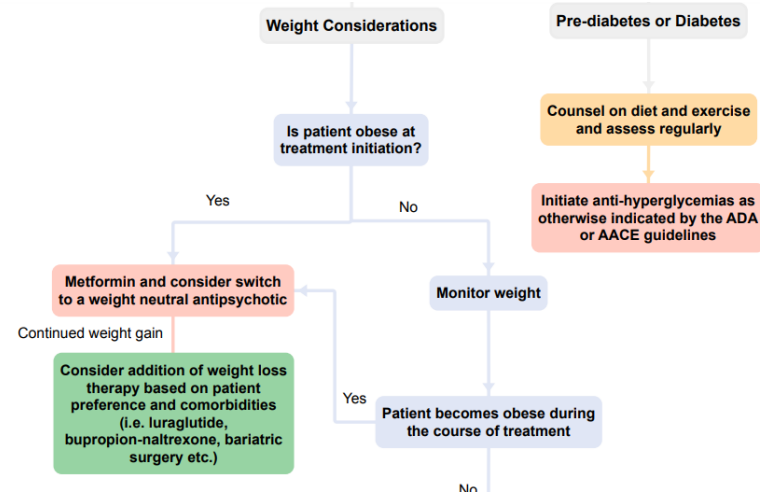 Weight Considerations
Pre-diabetes or Diabetes
Is patient obese at
treatment initiation?
Counsel on diet and exercise
and assess regularly
Yes
No
Initiate anti-hyperglycemias as
otherwise indicated by the ADA
or AACE guidelines
Metformin and consider switch
to a weight neutral antipsychotic
Monitor weight
Continued weight gain
Consider addition of weight loss
therapy based on patient
preference and comorbidities
(i.e. luraglutide,
bupropion-naltrexone, bariatric
surgery etc.)
Yes
Patient becomes obese during
the course of treatment
No